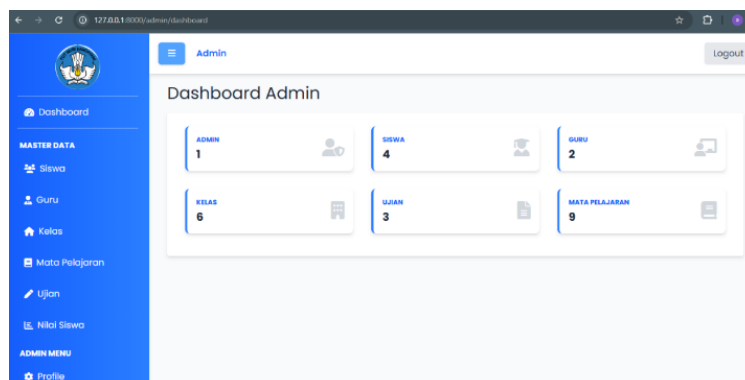 127.0.0.1:8000/admin/dashboard
Admin
Logout
Dashboard Admin
Dashboard
MASTER DATA
Siswa
Guru
Kelas
Mata Pelajaran
Ujian
Nilai Siswa
ADMIN MENU
Profile
ADMIN
1
SISWA
4
GURU
2
KELAS
6
UJIAN
3
MATA PELAJARAN
9